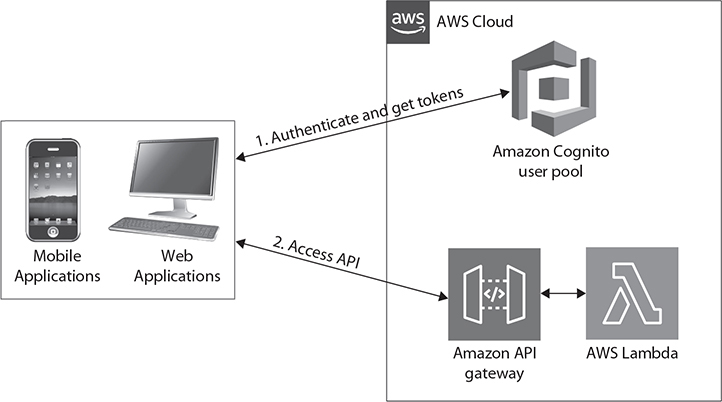 aws
AWS Cloud
1. Authenticate and get tokens
Amazon Cognito
user pool
Mobile
Applications
Web
Applications
2. Access API
</>
Amazon API
gateway
AWS Lambda